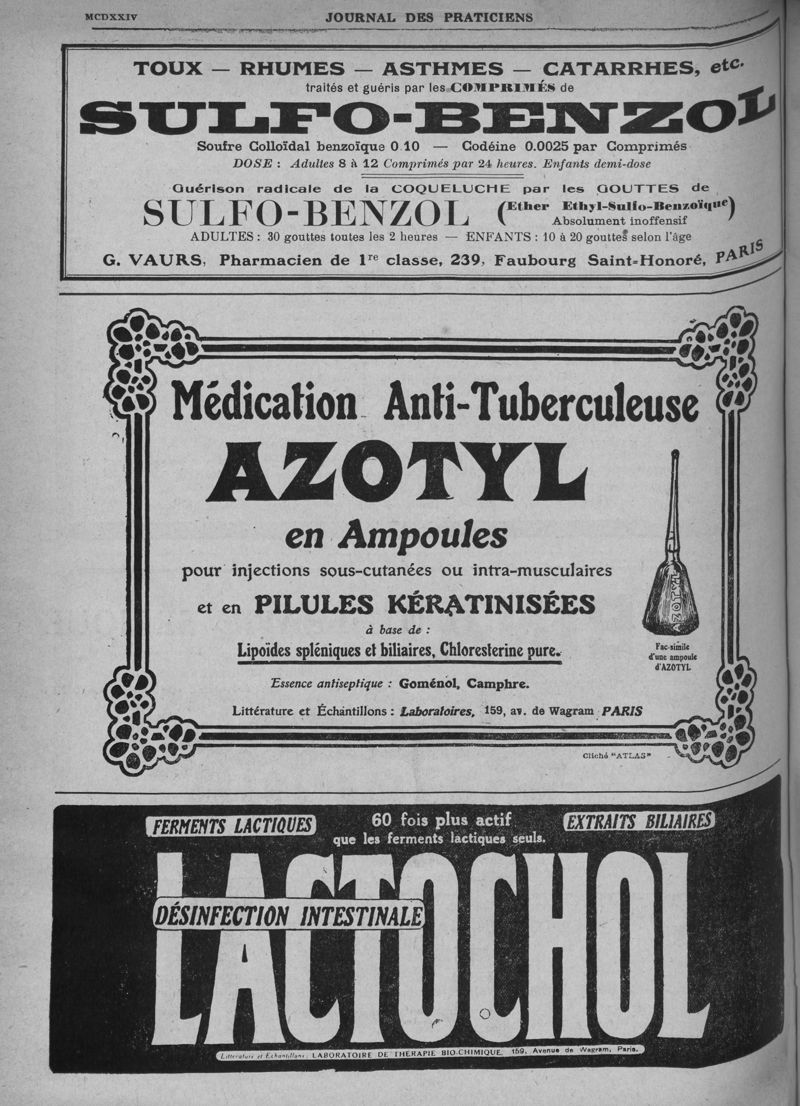 MCDXXIV
JOURNAL DES PRATICIENS
TOUX — RHUMES — ASTHMES — CATARRHES, etc.
traités et guéris par les COMPRIMÉS de
SULFO-BENZOL
Soufre Colloïdal benzoïque 0.10 — Codéine 0.0025 par Comprimés
DOSE : Adultes 8 à 12 Comprimés par 24 heures. Enfants demi-dose
Guérison radicale de la COQUELUCHE par les GOUTTES de
SULFO-BENZOL (Ether Ethyl-Sulfo-Benzoïque)
Absolument inoffensif
ADULTES : 30 gouttes toutes les 2 heures — ENFANTS : 10 à 20 gouttes selon l'âge
G. VAURS, Pharmacien de 1re classe, 239, Faubourg Saint-Honoré, PARIS
Médication Anti-Tuberculeuse
AZOTYL
en Ampoules
pour injections sous-cutanées ou intra-musculaires
et en PILULES KÉRATINISÉES
à base de :
Lipoïdes spléniques et biliaires, Chloresterine pure.
Essence antiseptique : Goménol, Camphre.
Littérature et Échantillons : Laboratoires, 159, av. de Wagram PARIS
AZOTYL
Fac-simile
d'une ampoule
d'AZOTYL
Cliché "ATLAS"
FERMENTS LACTIQUES
60 fois plus actif
que les ferments lactiques seuls.
EXTRAITS BILIAIRES
LACTOCHOL
DÉSINFECTION INTESTINALE
Littérature et Échantillons: LABORATOIRE DE THÉRAPIE BIO-CHIMIQUE, 159, Avenue de Wagram, Paris.